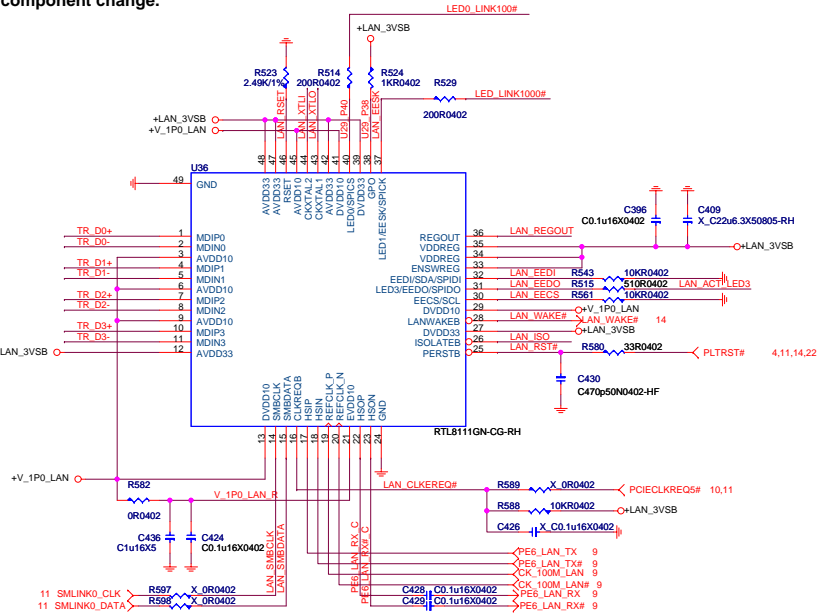 component change.
LED0_LINK100#
+LAN_3VSB
R523
2.49K/1%
R514
200R0402
R524
1KR0402
R529
200R0402
LED_LINK1000#
LAN_RSET
LAN_XTLI
LAN_XTLO
U29_P40
U29_P38
LAN_EESK
+LAN_3VSB
+V_1P0_LAN
48
47
46
45
44
43
42
41
40
39
38
37
U36
49
GND
AVDD33
AVDD33
RSET
AVDD10
CKXTAL2
CKXTAL1
AVDD33
DVDD10
LED0/SPICS
DVDD33
GPO
LED1/EESK/SPICK
C396
C0.1u16X0402
C409
X_C22u6.3X50805-RH
+LAN_3VSB
TR_D0+ 1 MDIP0
TR_D0- 2 MDIN0
3 AVDD10
TR_D1+ 4 MDIP1
TR_D1- 5 MDIN1
6 AVDD10
TR_D2+ 7 MDIP2
TR_D2- 8 MDIN2
9 AVDD10
TR_D3+ 10 MDIP3
TR_D3- 11 MDIN3
LAN_3VSB 12 AVDD33
REGOUT 36 LAN_REGOUT
VDDREG 35
VDDREG 34
ENSWREG 33
EEDI/SDA/SPIDI 32 LAN_EEDI R543 10KR0402
LED3/EEDO/SPIDO 31 LAN_EEDO R515 510R0402 LAN_ACT_LED3
EECS/SCL 30 LAN_EECS R561 10KR0402
DVDD10 29 +V_1P0_LAN
LANWAKEB 28 LAN_WAKE# LAN_WAKE# 14
DVDD33 27 +LAN_3VSB
ISOLATEB 26 LAN_ISO
PERSTB 25 LAN_RST# R580 33R0402 PLTRST# 4,11,14,22
C430
C470p50N0402-HF
DVDD10
SMBCLK
SMBDATA
CLKREQB
HSIP
HSIN
REFCLK_P
REFCLK_N
EVDD10
HSOP
HSON
GND
RTL8111GN-CG-RH
13
14
15
16
17
18
19
20
21
22
23
24
+V_1P0_LAN
R582
0R0402
V_1P0_LAN_R
C436
C1u16X5
C424
C0.1u16X0402
LAN_SMBCLK
LAN_SMBDATA
PE6_LAN_RX_C
PE6_LAN_RX#_C
LAN_CLKEREQ#
R589 X_0R0402 PCIECLKREQ5# 10,11
R588 10KR0402 +LAN_3VSB
C426 X_C0.1u16X0402
PE6_LAN_TX 9
PE6_LAN_TX# 9
CK_100M_LAN 9
CK_100M_LAN# 9
C428 C0.1u16X0402 PE6_LAN_RX 9
C429 C0.1u16X0402 PE6_LAN_RX# 9
11 SMLINK0_CLK R597 X_0R0402
11 SMLINK0_DATA R598 X_0R0402